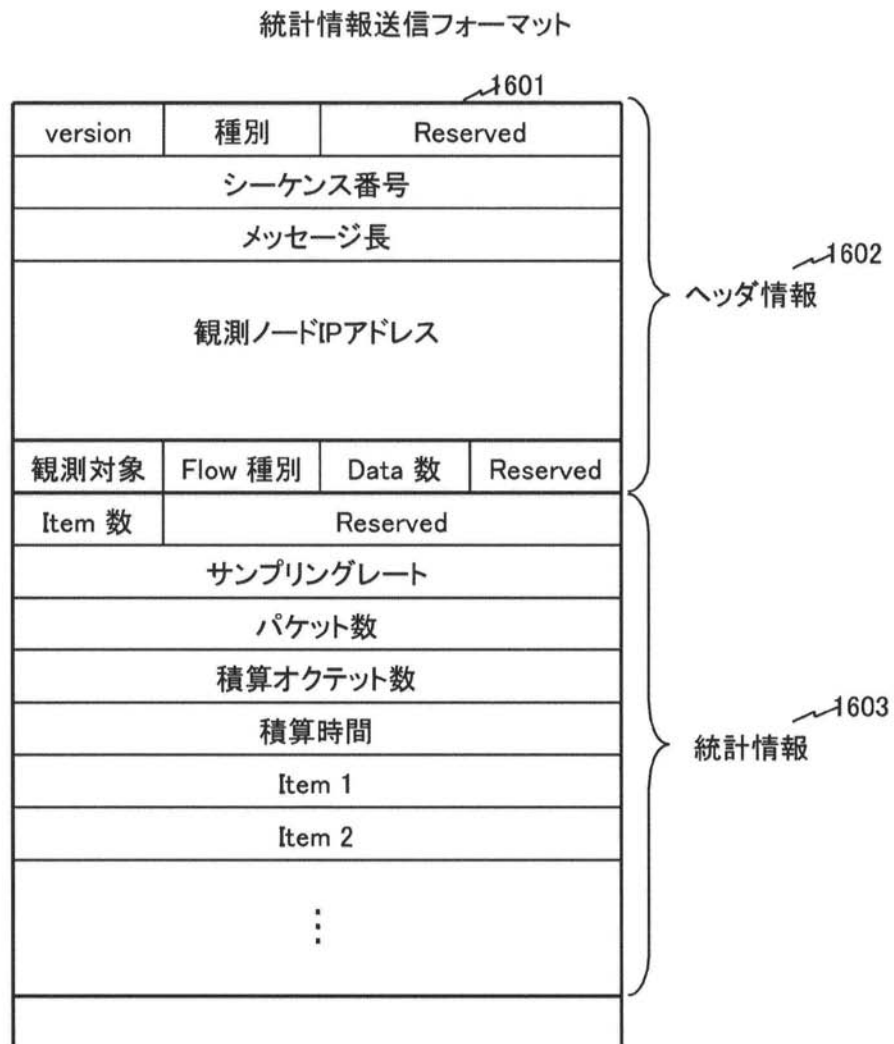 統計情報送信フォーマット
1601
version 種別 Reserved
シーケンス番号
メッセージ長
1602
ヘッダ情報
観測ノードIPアドレス
観測対象 Flow 種別 Data 数 Reserved
Item 数 Reserved
サンプリングレート
パケット数
積算オクテット数
1603
積算時間
統計情報
Item 1
Item 2
⋮